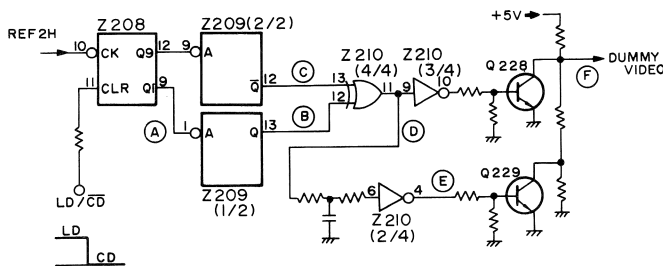 +5V
Z208
Z209(2/2)
REF2H
10
CK
Q9
12
9
A
Q̅
12
C
Z210
(4/4)
Z210
(3/4)
Q228
DUMMY
VIDEO
F
11
CLR
Q1
9
13
12
11
9
10
B
D
A
1
A
Q
13
LD/C̅D̅
Z209
(1/2)
6
4
E
Z210
(2/4)
Q229
LD
CD